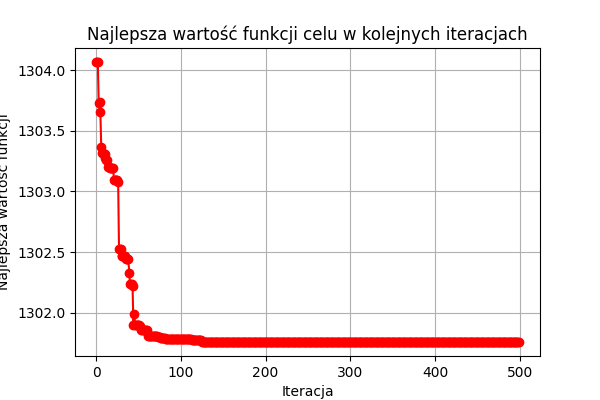 Najlepsza wartość funkcji celu w kolejnych iteracjach
Najlepsza wartość funkcji
1304.0
1303.5
1303.0
1302.5
1302.0
0 100 200 300 400 500
Iteracja